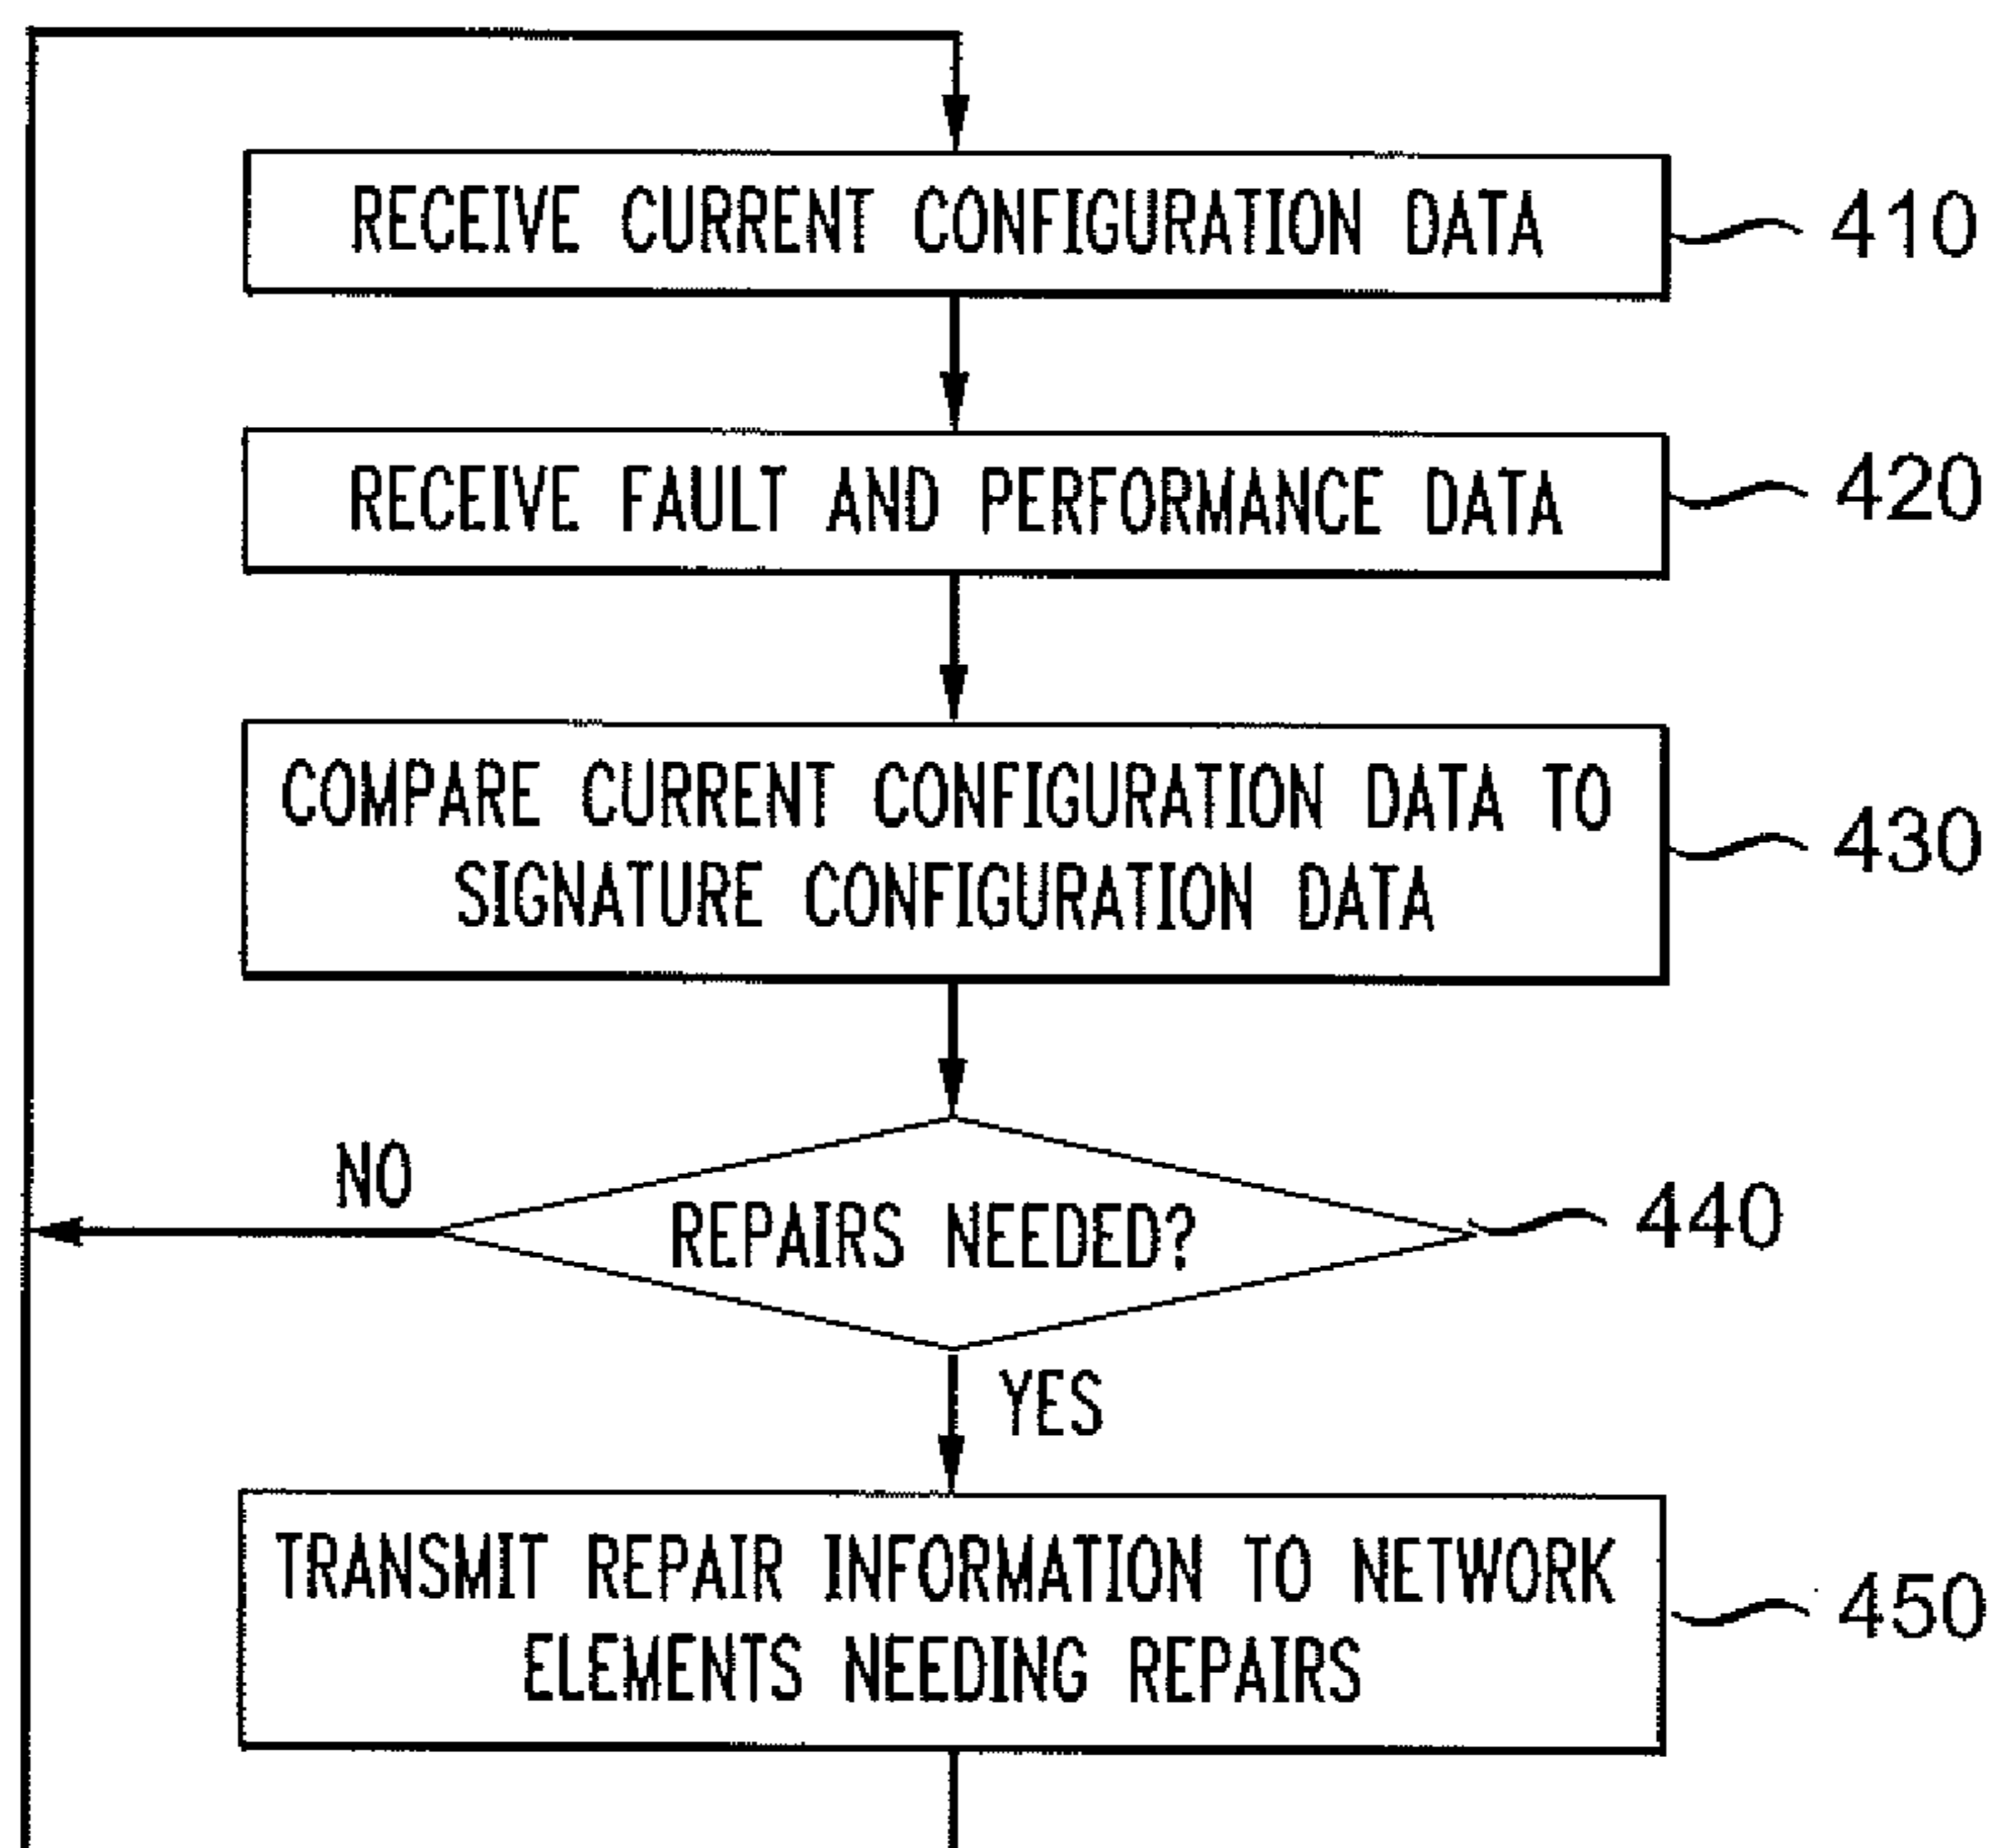 RECEIVE CURRENT CONFIGURATION DATA
410
RECEIVE FAULT AND PERFORMANCE DATA
420
COMPARE CURRENT CONFIGURATION DATA TO
SIGNATURE CONFIGURATION DATA
430
NO
REPAIRS NEEDED?
440
YES
TRANSMIT REPAIR INFORMATION TO NETWORK
ELEMENTS NEEDING REPAIRS
450